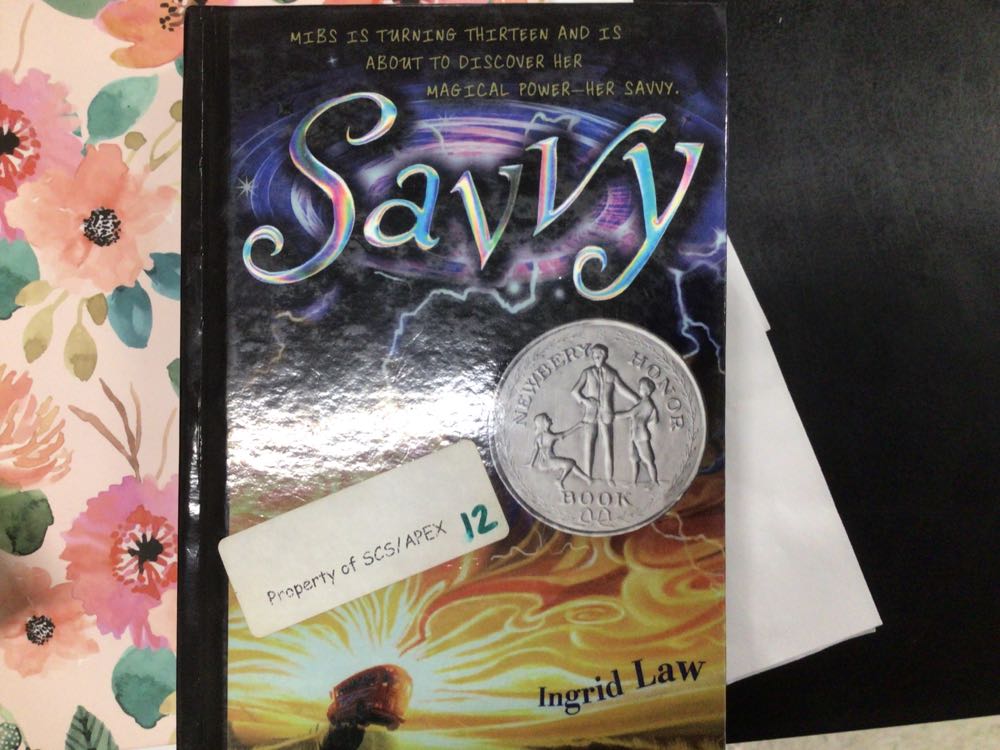 MIBS IS TURNING THIRTEEN AND IS
ABOUT TO DISCOVER HER
MAGICAL POWER—HER SAVVY.
Savvy
NEWBERY HONOR
BOOK
Property of SCS/APEX 12
Ingrid Law